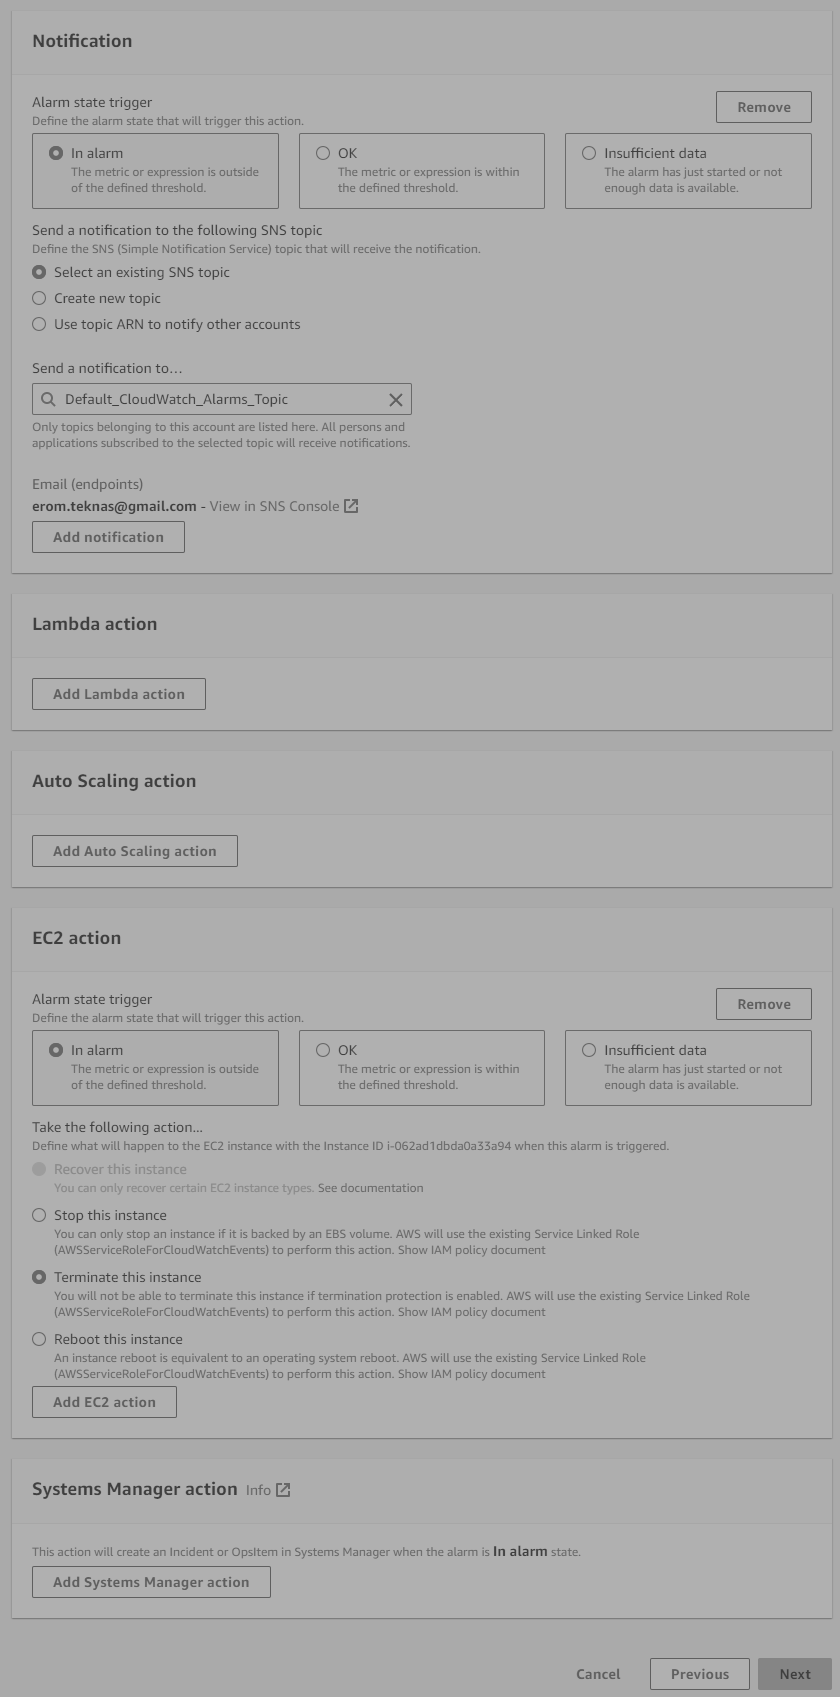 Notification
Alarm state trigger
Define the alarm state that will trigger this action.
Remove
In alarm
The metric or expression is outside
of the defined threshold.
OK
The metric or expression is within
the defined threshold.
Insufficient data
The alarm has just started or not
enough data is available.
Send a notification to the following SNS topic
Define the SNS (Simple Notification Service) topic that will receive the notification.
Select an existing SNS topic
Create new topic
Use topic ARN to notify other accounts
Send a notification to…
Default_CloudWatch_Alarms_Topic
Only topics belonging to this account are listed here. All persons and
applications subscribed to the selected topic will receive notifications.
Email (endpoints)
erom.teknas@gmail.com - View in SNS Console
Add notification
Lambda action
Add Lambda action
Auto Scaling action
Add Auto Scaling action
EC2 action
Alarm state trigger
Define the alarm state that will trigger this action.
Remove
In alarm
The metric or expression is outside
of the defined threshold.
OK
The metric or expression is within
the defined threshold.
Insufficient data
The alarm has just started or not
enough data is available.
Take the following action...
Define what will happen to the EC2 instance with the Instance ID i-062ad1dbda0a33a94 when this alarm is triggered.
Recover this instance
You can only recover certain EC2 instance types. See documentation
Stop this instance
You can only stop an instance if it is backed by an EBS volume. AWS will use the existing Service Linked Role
(AWSServiceRoleForCloudWatchEvents) to perform this action. Show IAM policy document
Terminate this instance
You will not be able to terminate this instance if termination protection is enabled. AWS will use the existing Service Linked Role
(AWSServiceRoleForCloudWatchEvents) to perform this action. Show IAM policy document
Reboot this instance
An instance reboot is equivalent to an operating system reboot. AWS will use the existing Service Linked Role
(AWSServiceRoleForCloudWatchEvents) to perform this action. Show IAM policy document
Add EC2 action
Systems Manager action Info
This action will create an Incident or OpsItem in Systems Manager when the alarm is In alarm state.
Add Systems Manager action
Cancel
Previous
Next